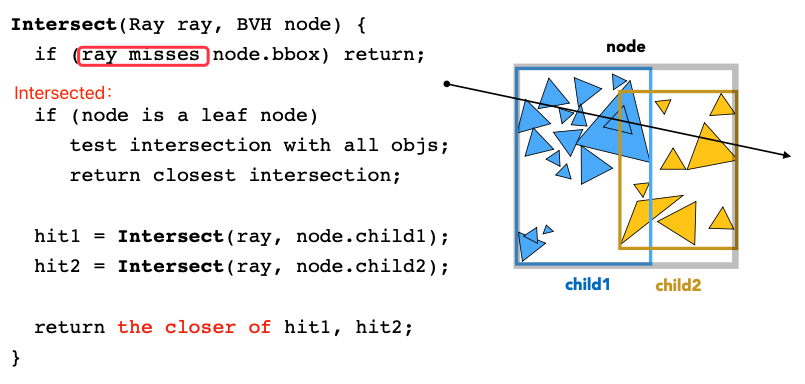 Intersect(Ray ray, BVH node) {
if (ray misses node.bbox) return;
Intersected：
if (node is a leaf node)
test intersection with all objs;
return closest intersection;
hit1 = Intersect(ray, node.child1);
hit2 = Intersect(ray, node.child2);
return the closer of hit1, hit2;
}
node
child1
child2